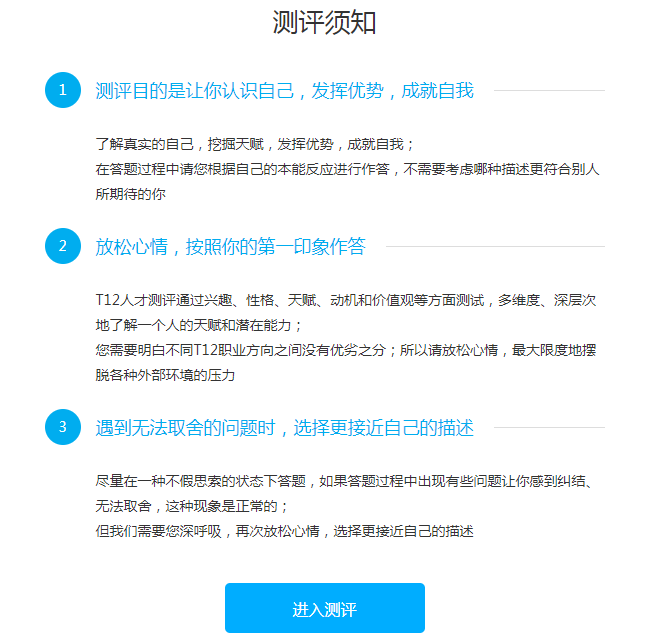 测评须知
1 测评目的是让你认识自己，发挥优势，成就自我
了解真实的自己，挖掘天赋，发挥优势，成就自我；
在答题过程中请您根据自己的本能反应进行作答，不需要考虑哪种描述更符合别人
所期待的你
2 放松心情，按照你的第一印象作答
T12人才测评通过兴趣、性格、天赋、动机和价值观等方面测试，多维度、深层次
地了解一个人的天赋和潜在能力；
您需要明白不同T12职业方向之间没有优劣之分；所以请放松心情，最大限度地摆
脱各种外部环境的压力
3 遇到无法取舍的问题时，选择更接近自己的描述
尽量在一种不假思索的状态下答题，如果答题过程中出现有些问题让你感到纠结、
无法取舍，这种现象是正常的；
但我们需要您深呼吸，再次放松心情，选择更接近自己的描述
进入测评